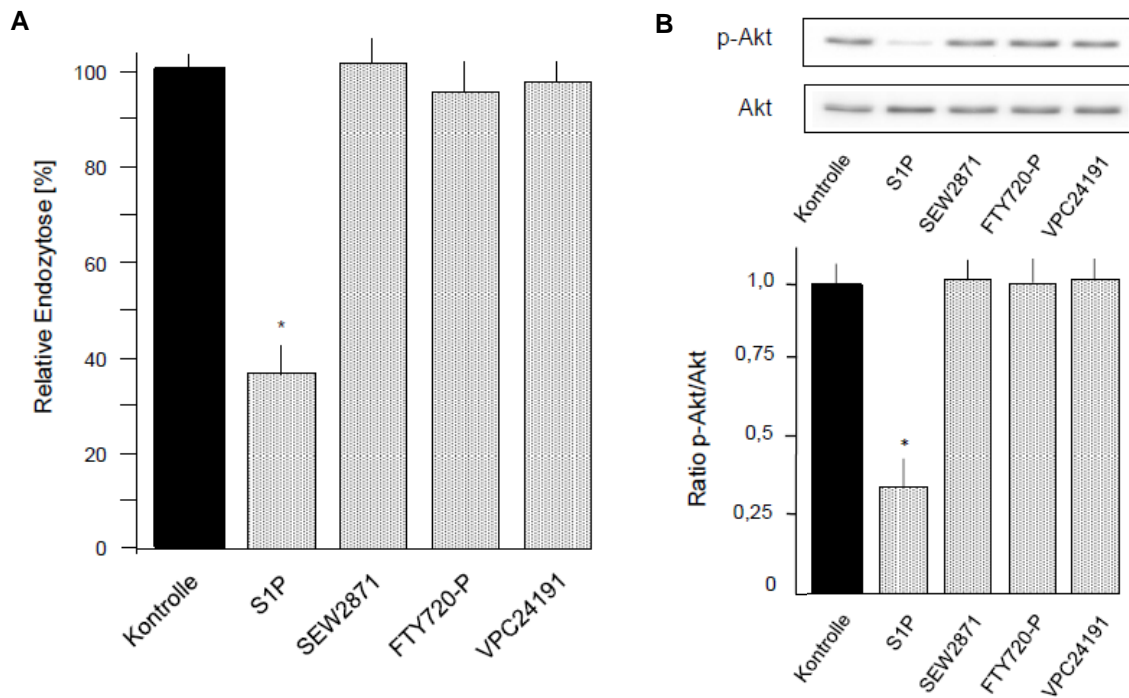 A
Relative Endozytose [%]
100
80
60
40
20
0
*
Kontrolle
S1P
SEW2871
FTY720-P
VPC24191
B
p-Akt
Akt
Kontrolle
S1P
SEW2871
FTY720-P
VPC24191
Ratio p-Akt/Akt
1,0
0,75
0,5
0,25
0
*
Kontrolle
S1P
SEW2871
FTY720-P
VPC24191